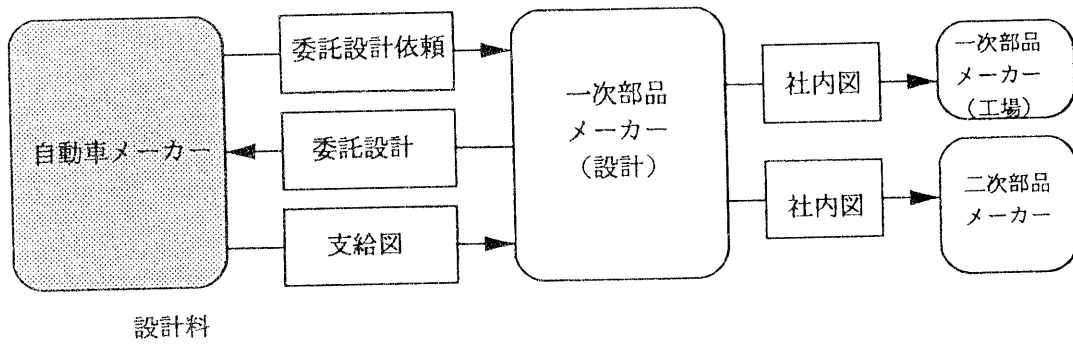 自動車メーカー
委託設計依頼
委託設計
支給図
一次部品
メーカー
（設計）
社内図
社内図
一次部品
メーカー
（工場）
二次部品
メーカー
設計料